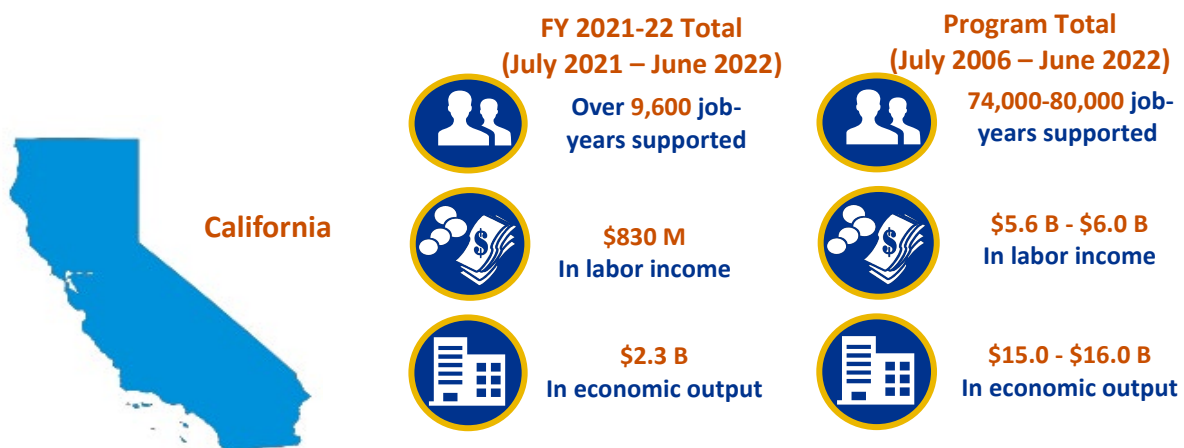 FY 2021-22 Total
(July 2021 – June 2022)
Over 9,600 job-
years supported
$830 M
In labor income
$2.3 B
In economic output
Program Total
(July 2006 – June 2022)
74,000-80,000 job-
years supported
$5.6 B - $6.0 B
In labor income
$15.0 - $16.0 B
In economic output
California
$
$